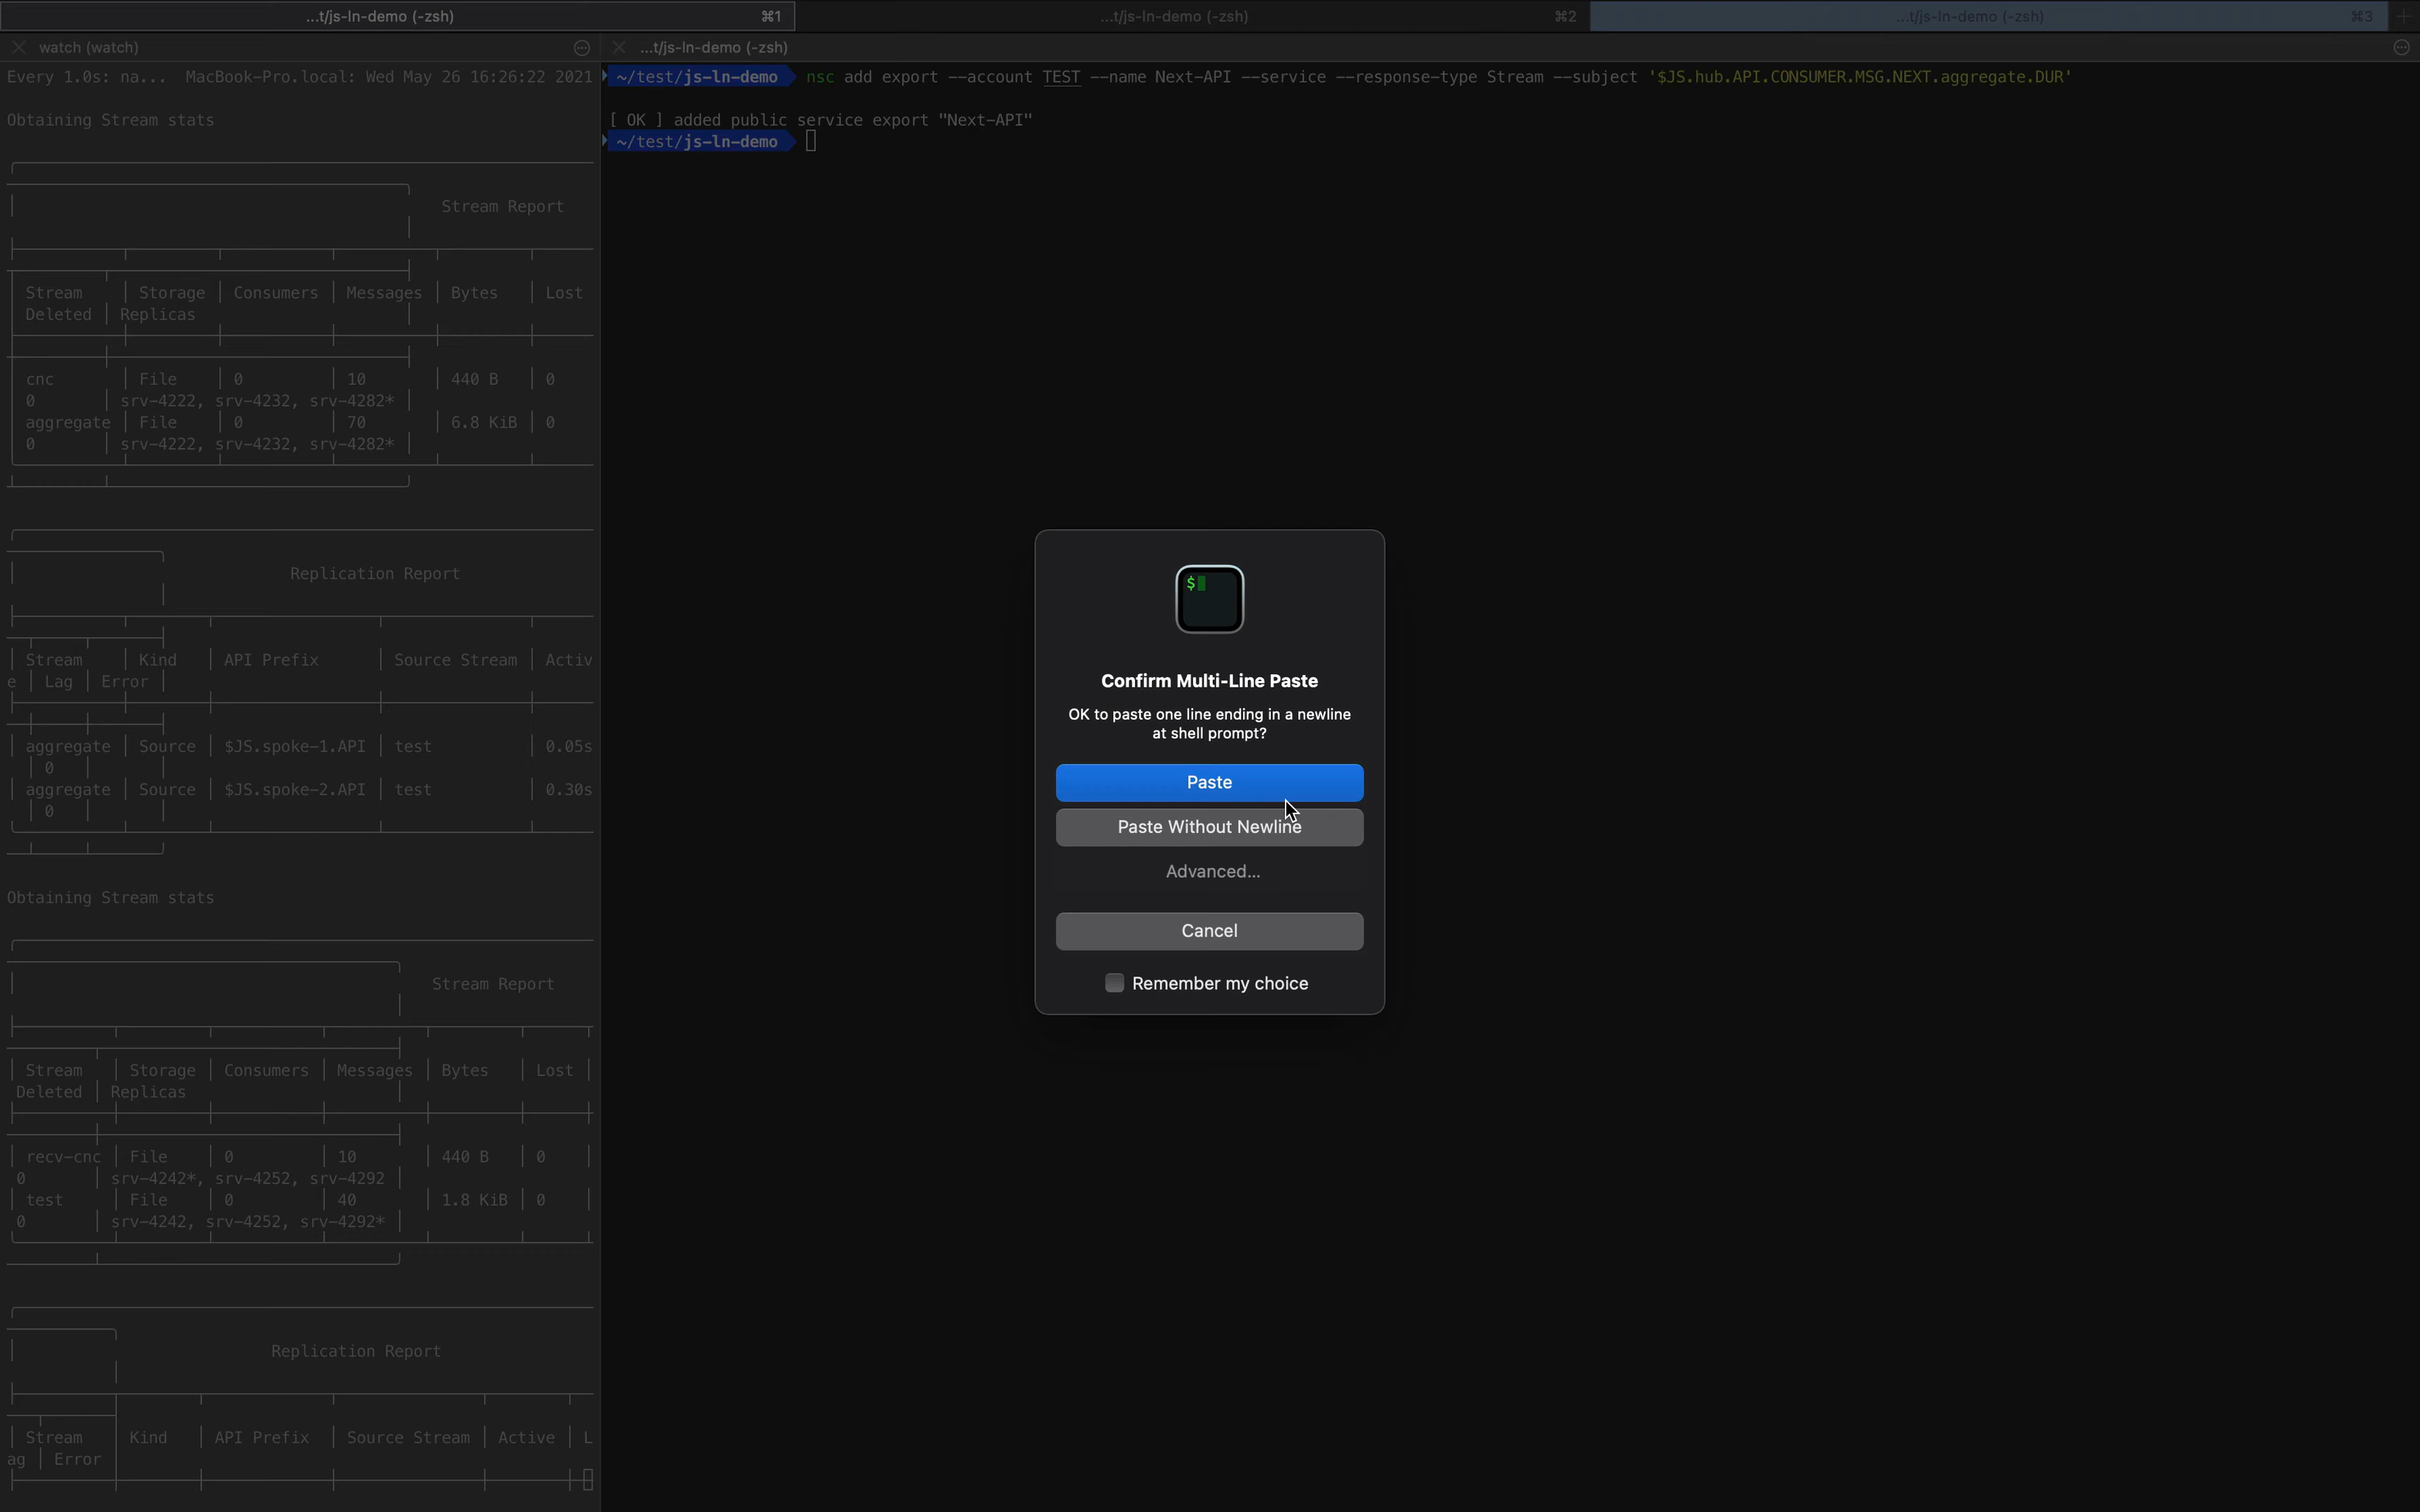 ...t/js-ln-demo (-zsh) ⌘1 ...t/js-ln-demo (-zsh) ⌘2 ...t/js-ln-demo (-zsh) ⌘3
watch (watch)
Every 1.0s: na... MacBook-Pro.local: Wed May 26 16:26:22 2021
Obtaining Stream stats
Stream Report
Stream | Storage | Consumers | Messages | Bytes | Lost
Deleted | Replicas
cnc | File | 0 | 10 | 440 B | 0
0 | srv-4222, srv-4232, srv-4282* |
aggregate | File | 0 | 70 | 6.8 KiB | 0
0 | srv-4222, srv-4232, srv-4282* |
Replication Report
| Stream | Kind | API Prefix | Source Stream | Activ
e | Lag | Error |
| aggregate | Source | $JS.spoke-1.API | test | 0.05s
| 0 | |
| aggregate | Source | $JS.spoke-2.API | test | 0.30s
| 0 | |
Obtaining Stream stats
Stream Report
| Stream | Storage | Consumers | Messages | Bytes | Lost |
Deleted | Replicas |
| recv-cnc | File | 0 | 10 | 440 B | 0 |
0 | srv-4242*, srv-4252, srv-4292 |
| test | File | 0 | 40 | 1.8 KiB | 0 |
0 | srv-4242, srv-4252, srv-4292* |
Replication Report
| Stream | Kind | API Prefix | Source Stream | Active | L
ag | Error
...t/js-ln-demo (-zsh)
~/test/js-ln-demo nsc add export --account TEST --name Next-API --service --response-type Stream --subject '$JS.hub.API.CONSUMER.MSG.NEXT.aggregate.DUR'
[ OK ] added public service export "Next-API"
~/test/js-ln-demo
$
Confirm Multi-Line Paste
OK to paste one line ending in a newline
at shell prompt?
Paste
Paste Without Newline
Advanced...
Cancel
Remember my choice